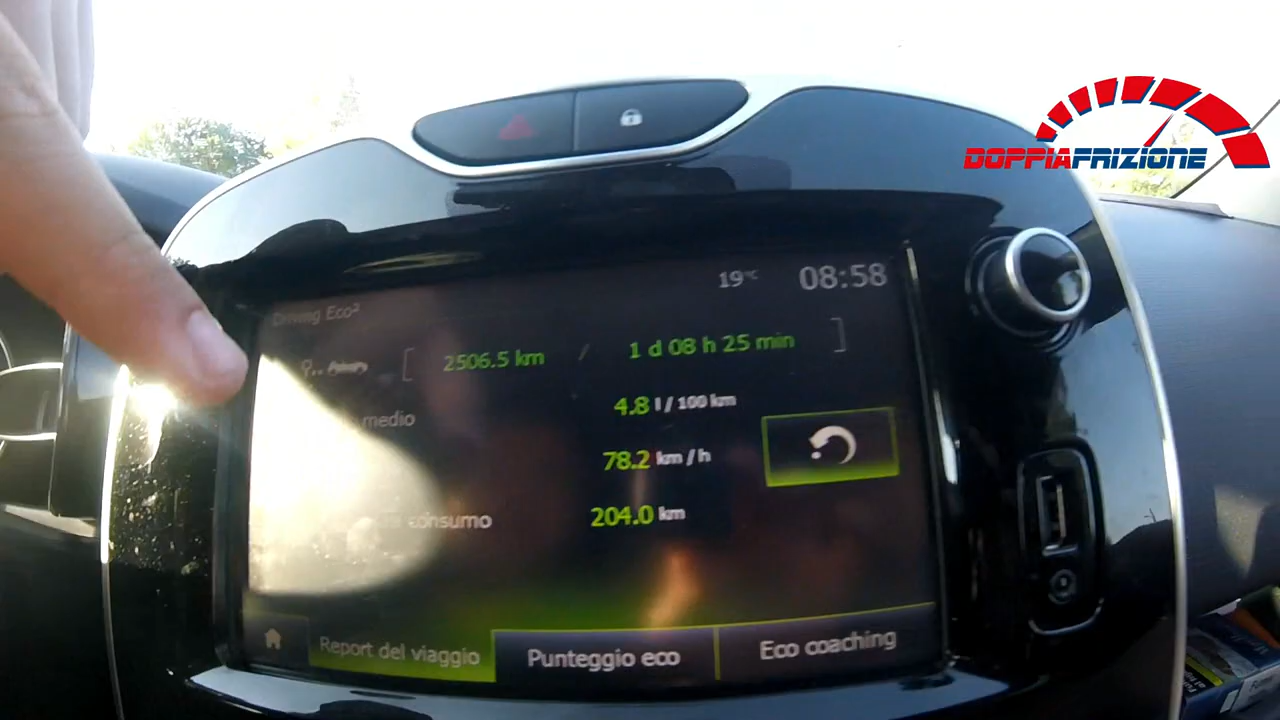 DOPPIAFRIZIONE
19°C 08:58
Driving Eco²
[ 2506.5 km / 1 d 08 h 25 min ]
medio 4.8 l / 100 km
78.2 km / h
consumo 204.0 km
Report del viaggio Punteggio eco Eco coaching